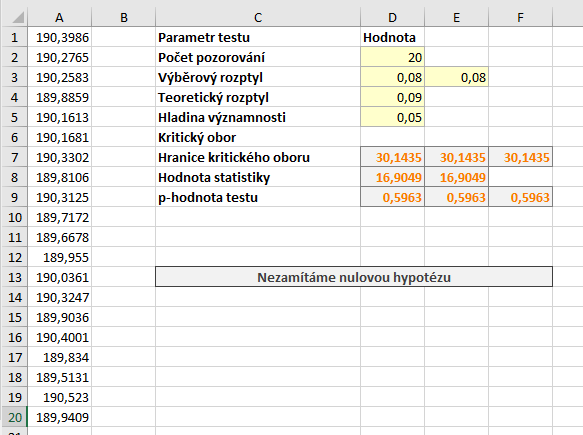 A B C D E F
1 190,3986 Parametr testu Hodnota
2 190,2765 Počet pozorování 20
3 190,2583 Výběrový rozptyl 0,08 0,08
4 189,8859 Teoretický rozptyl 0,09
5 190,1613 Hladina významnosti 0,05
6 190,1681 Kritický obor
7 190,3302 Hranice kritického oboru 30,1435 30,1435 30,1435
8 189,8106 Hodnota statistiky 16,9049 16,9049
9 190,3125 p-hodnota testu 0,5963 0,5963 0,5963
10 189,7172
11 189,6678
12 189,955
13 190,0361 Nezamítáme nulovou hypotézu
14 190,3247
15 189,9036
16 190,4001
17 189,834
18 189,5131
19 190,523
20 189,9409